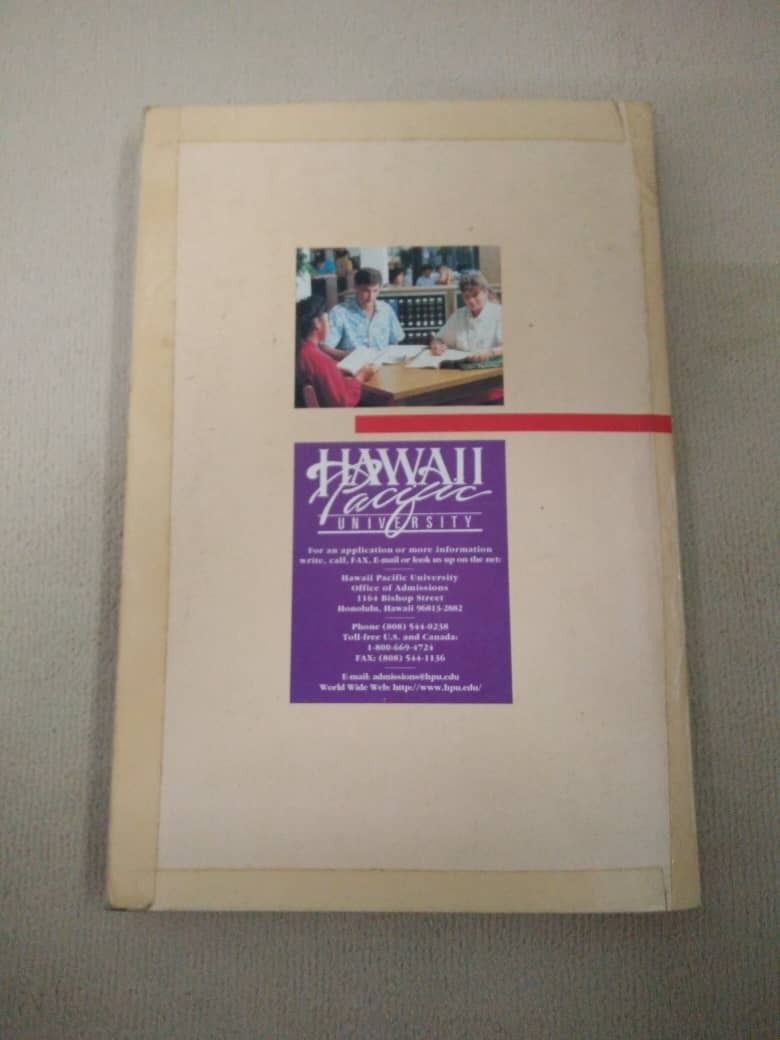 HAWAII
Pacific
UNIVERSITY
For an application or more information
write, call, FAX, E-mail or look us up on the net:
Hawaii Pacific University
Office of Admissions
1164 Bishop Street
Honolulu, Hawaii 96813-2882
Phone (808) 544-0238
Toll-free U.S. and Canada:
1-800-669-4724
FAX: (808) 544-1136
E-mail: admissions@hpu.edu
World Wide Web: http://www.hpu.edu/